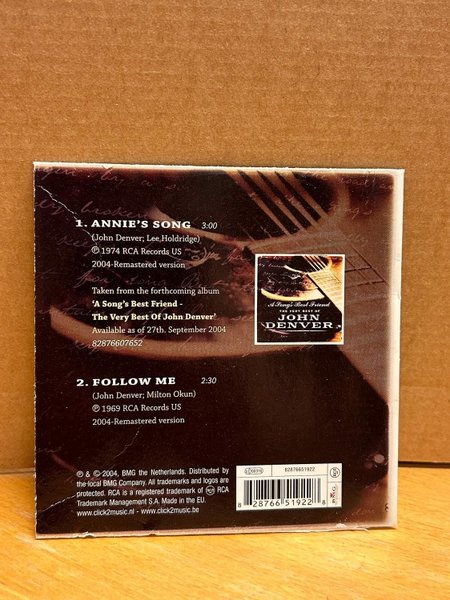 1. ANNIE'S SONG 3:00
(John Denver; Lee,Holdridge)
℗ 1974 RCA Records US
2004-Remastered version
Taken from the forthcoming album
'A Song's Best Friend -
The Very Best Of John Denver'
Available as of 27th. September 2004
82876607652
A Song's Best Friend
THE VERY BEST OF
JOHN
DENVER
2. FOLLOW ME 2:30
(John Denver; Milton Okun)
℗ 1969 RCA Records US
2004-Remastered version
℗ & © 2004, BMG the Netherlands. Distributed by
the local BMG Company. All trademarks and logos are
protected. RCA is a registered trademark of RCA
Trademark Management S.A. Made in the EU.
www.click2music.nl - www.click2music.be
82876651922
8 28766 51922 8
BMG